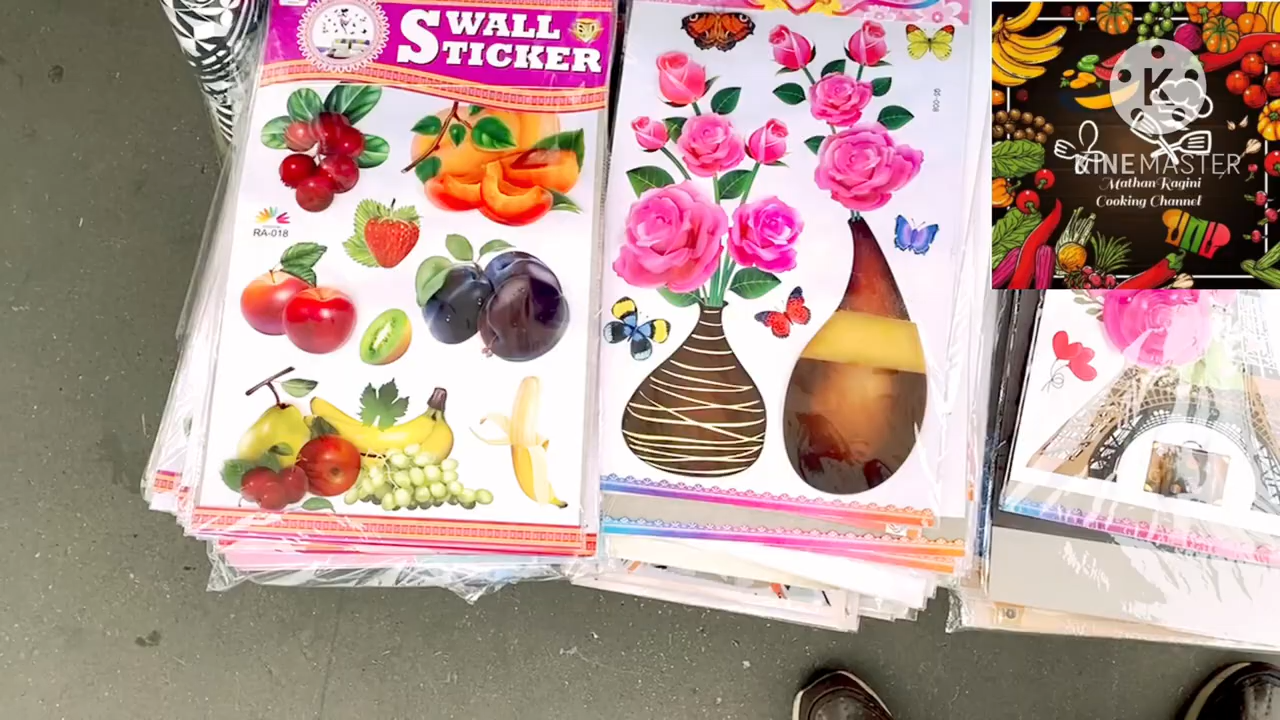 SWALL
STICKER
RA-018
K
KINEMASTER
Mathan Ragini
Cooking Channel